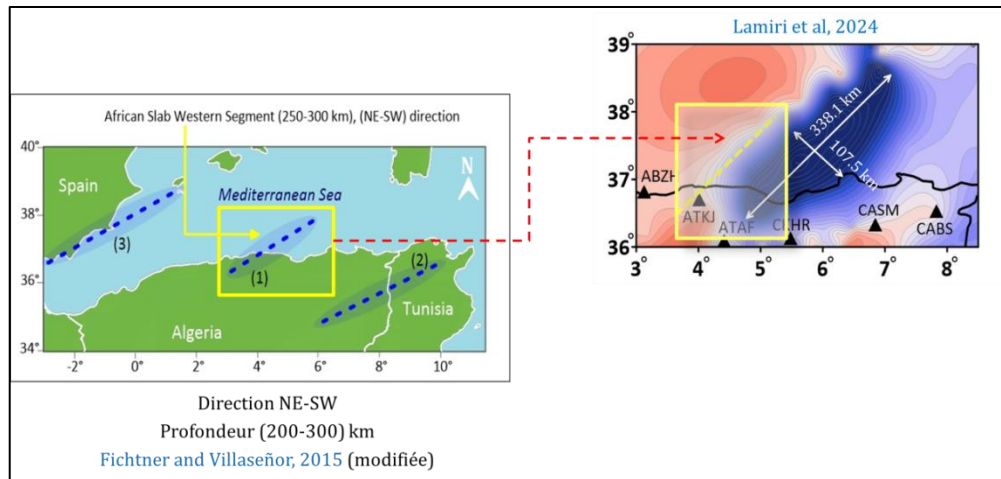 Lamiri et al, 2024
39°
38°
37°
36°
338.1 km
107.5 km
ABZH
ATKJ
ATAF
CKHR
CASM
CABS
3° 4° 5° 6° 7° 8°
African Slab Western Segment (250-300 km), (NE-SW) direction
40°
38°
36°
34°
Spain
Mediterranean Sea
N
(3)
(1)
(2)
Algeria
Tunisia
-2° 0° 2° 4° 6° 8° 10°
Direction NE-SW
Profondeur (200-300) km
Fichtner and Villaseñor, 2015 (modifiée)